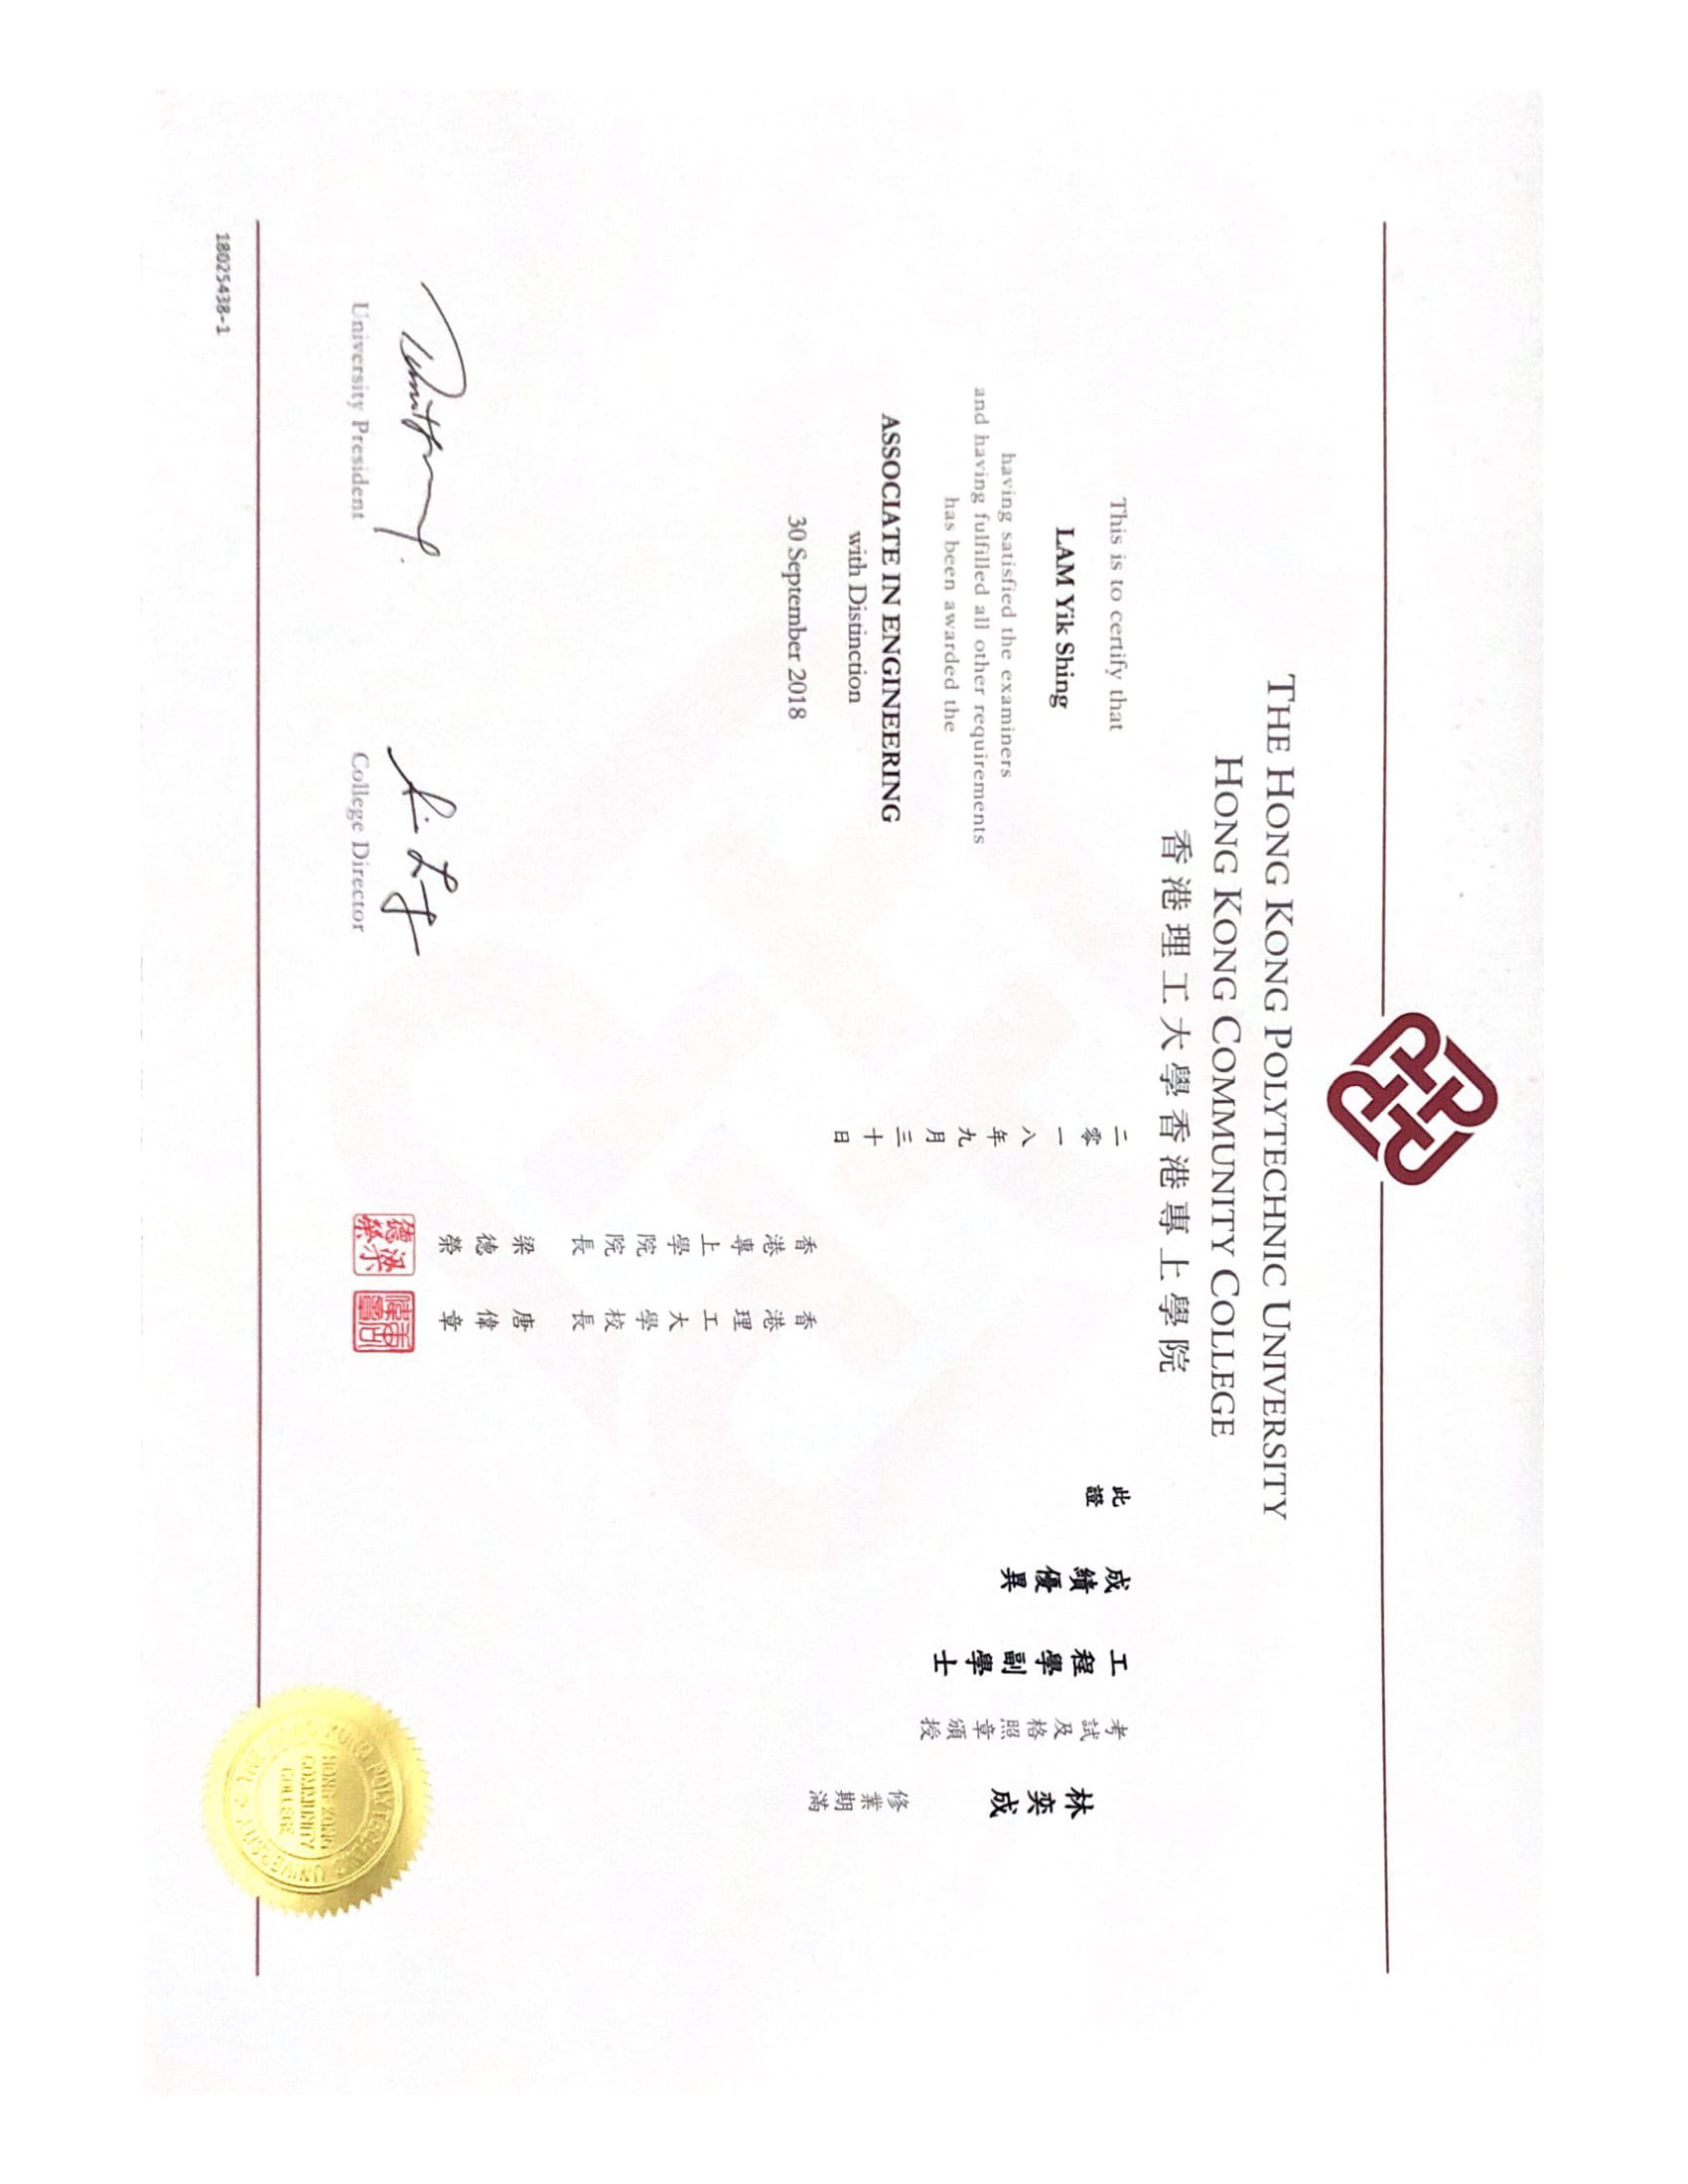 THE HONG KONG POLYTECHNIC UNIVERSITY
HONG KONG COMMUNITY COLLEGE
香港理工大學香港專上學院
This is to certify that
LAM Yik Shing
having satisfied the examiners
and having fulfilled all other requirements
has been awarded the
ASSOCIATE IN ENGINEERING
with Distinction
30 September 2018
林奕成
修業期滿
考試及格照章頒授
工程學副學士
成績優異
此證
香港理工大學校長 唐偉章
香港專上學院院長 梁德榮
二零一八年九月三十日
University President
College Director
18025438-1
HONG KONG
COMMUNITY
COLLEGE